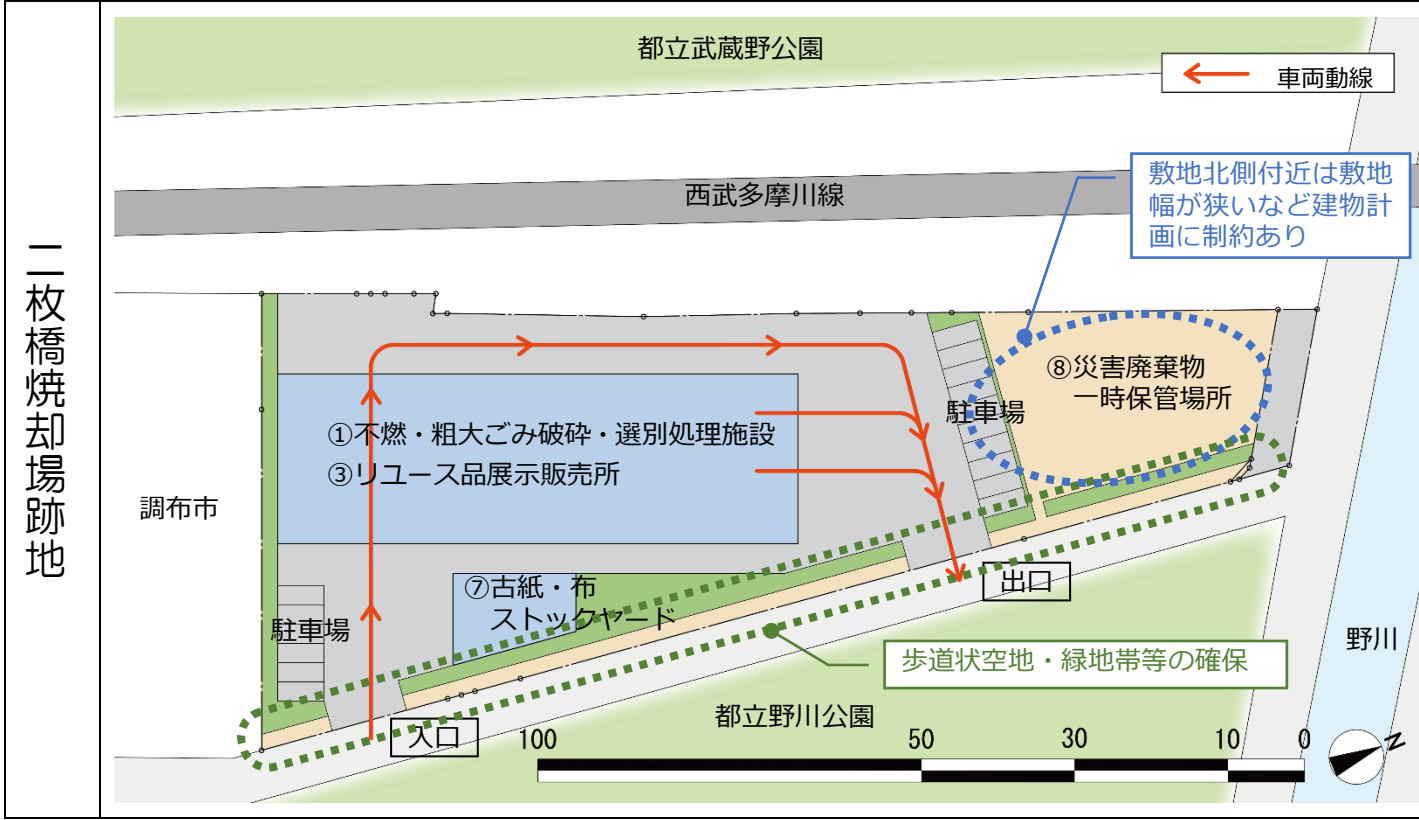 二枚橋焼却場跡地
都立武蔵野公園
車両動線
西武多摩川線
敷地北側付近は敷地
幅が狭いなど建物計
画に制約あり
⑧災害廃棄物
一時保管場所
駐車場
①不燃・粗大ごみ破砕・選別処理施設
③リユース品展示販売所
調布市
⑦古紙・布
ストックヤード
駐車場
出口
野川
歩道状空地・緑地帯等の確保
都立野川公園
入口
100 50 30 10 0
N